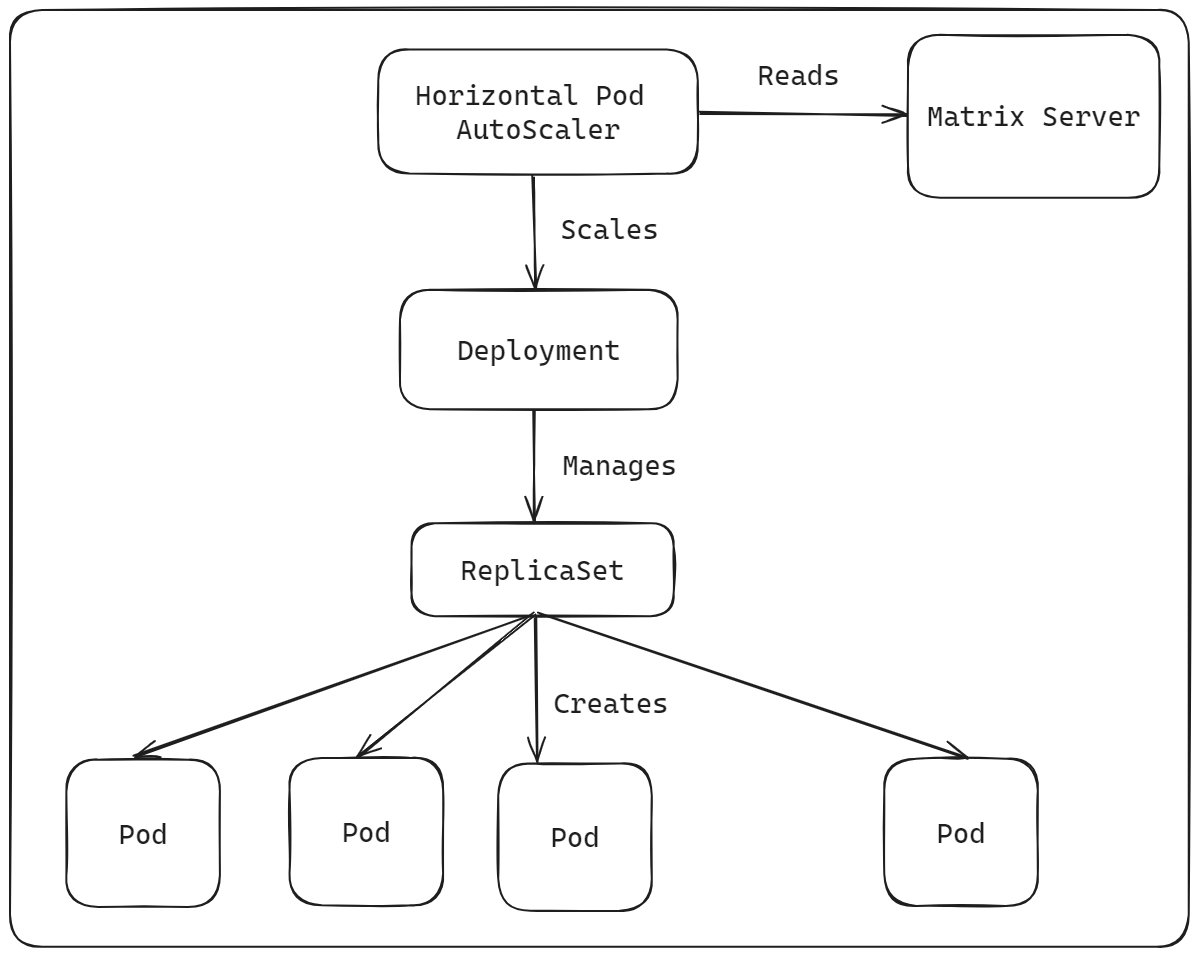 Horizontal Pod
AutoScaler
Reads
Matrix Server
Scales
Deployment
Manages
ReplicaSet
Creates
Pod
Pod
Pod
Pod